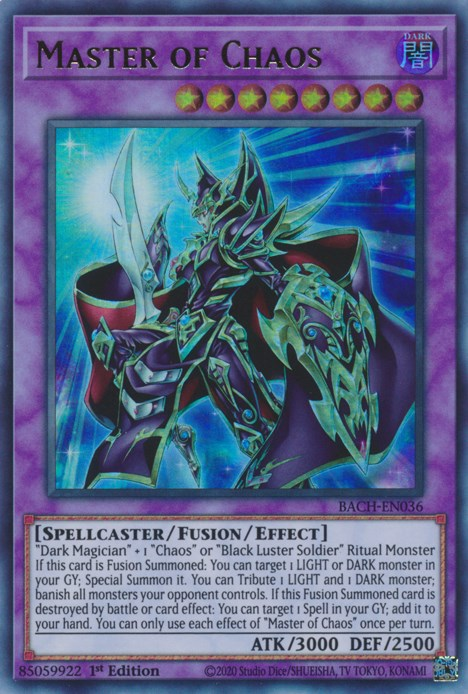 MASTER OF CHAOS
DARK
闇
BACH-EN036
[SPELLCASTER/FUSION/EFFECT]
"Dark Magician" + 1 "Chaos" or "Black Luster Soldier" Ritual Monster
If this card is Fusion Summoned: You can target 1 LIGHT or DARK monster in
your GY; Special Summon it. You can Tribute 1 LIGHT and 1 DARK monster;
banish all monsters your opponent controls. If this Fusion Summoned card is
destroyed by battle or card effect: You can target 1 Spell in your GY; add it to
your hand. You can only use each effect of "Master of Chaos" once per turn.
ATK/3000 DEF/2500
85059922 1st Edition ©2020 Studio Dice/SHUEISHA, TV TOKYO, KONAMI